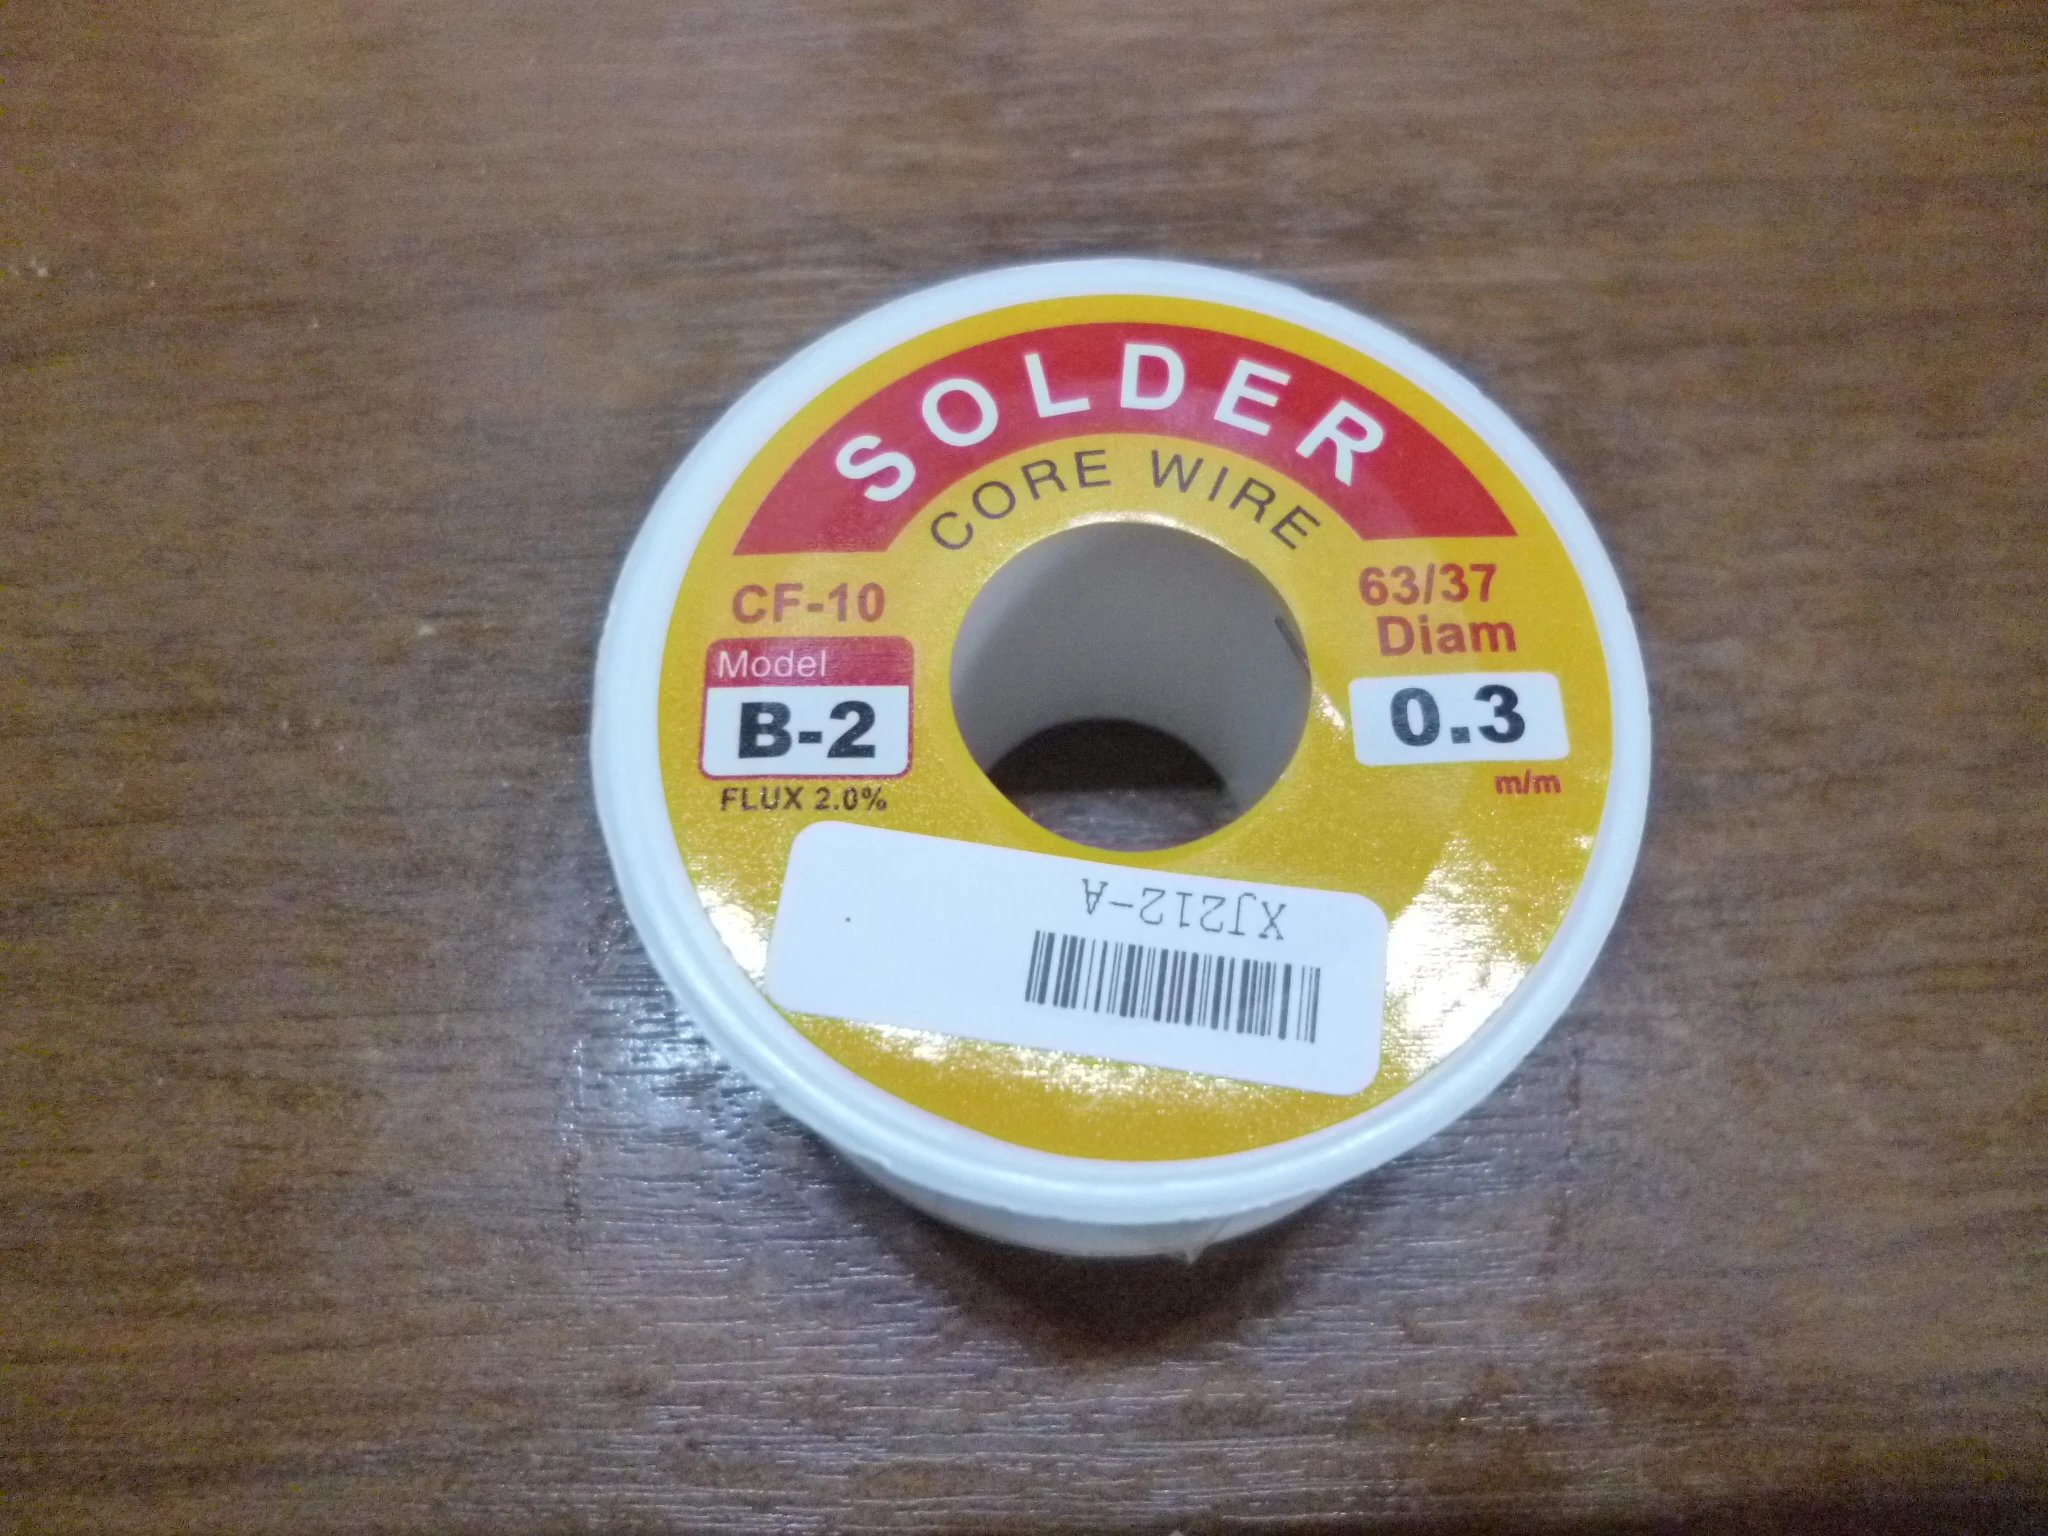 SOLDER
CORE WIRE
CF-10
Model
B-2
FLUX 2.0%
63/37
Diam
0.3
m/m
XJ212-A